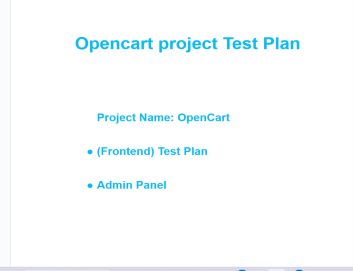 Opencart project Test Plan
Project Name: OpenCart
● (Frontend) Test Plan
● Admin Panel